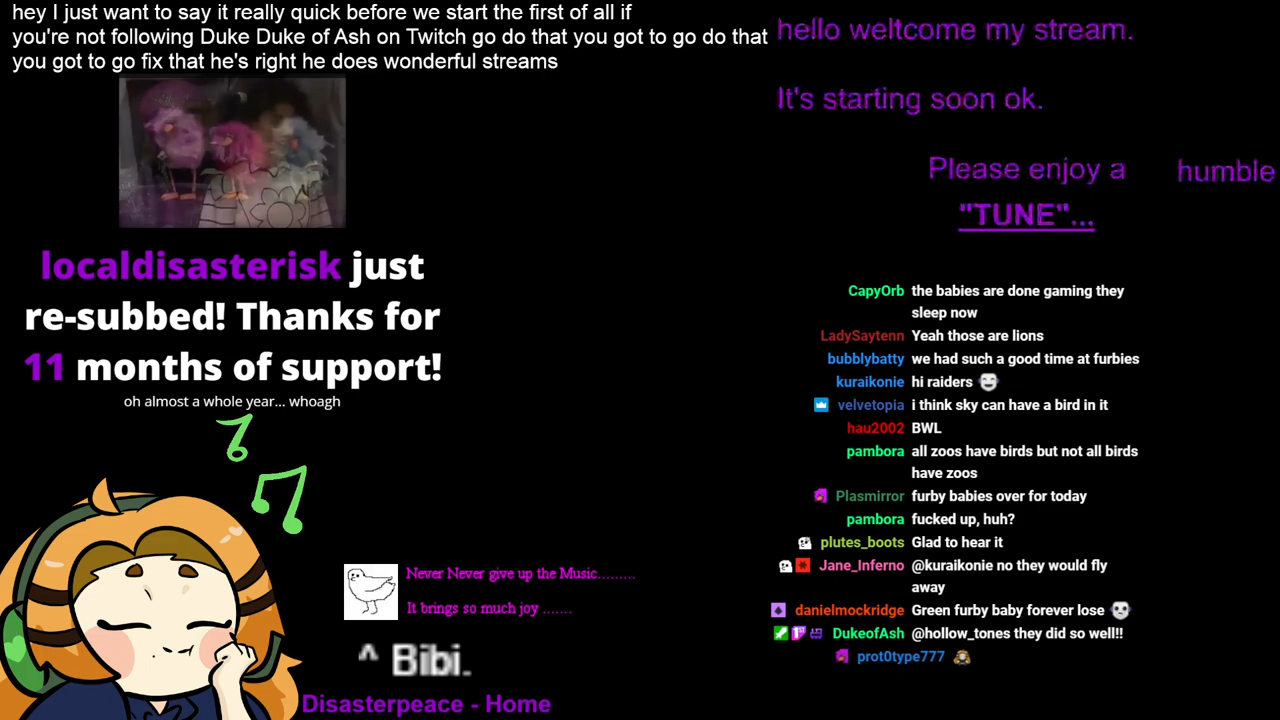 hey I just want to say it really quick before we start the first of all if
you're not following Duke Duke of Ash on Twitch go do that you got to go do that
you got to go fix that he's right he does wonderful streams
hello weltcome my stream.
It's starting soon ok.
Please enjoy a humble
"TUNE"...
localdisasterisk just
re-subbed! Thanks for
11 months of support!
oh almost a whole year... whoagh
CapyOrb the babies are done gaming they
sleep now
LadySaytenn Yeah those are lions
bubblybatty we had such a good time at furbies
kuraikonie hi raiders
velvetopia i think sky can have a bird in it
hau2002 BWL
pambora all zoos have birds but not all birds
have zoos
Plasmirror furby babies over for today
pambora fucked up, huh?
plutes_boots Glad to hear it
Jane_Inferno @kuraikonie no they would fly
away
danielmockridge Green furby baby forever lose
DukeofAsh @hollow_tones they did so well!!
prot0type777
Never Never give up the Music.........
It brings so much joy .......
^ Bibi.
Disasterpeace - Home